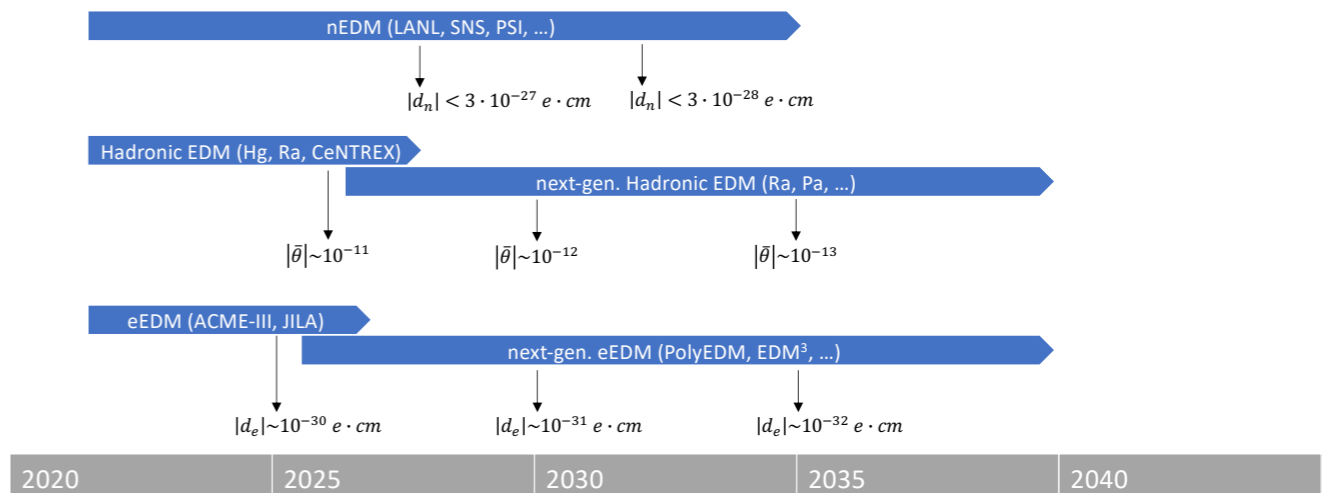 nEDM (LANL, SNS, PSI, …)
|d_n| < 3 · 10⁻²⁷ e · cm
|d_n| < 3 · 10⁻²⁸ e · cm
Hadronic EDM (Hg, Ra, CeNTREX)
next-gen. Hadronic EDM (Ra, Pa, …)
|θ̄|~10⁻¹¹
|θ̄|~10⁻¹²
|θ̄|~10⁻¹³
eEDM (ACME-III, JILA)
next-gen. eEDM (PolyEDM, EDM³, …)
|d_e|~10⁻³⁰ e · cm
|d_e|~10⁻³¹ e · cm
|d_e|~10⁻³² e · cm
2020
2025
2030
2035
2040